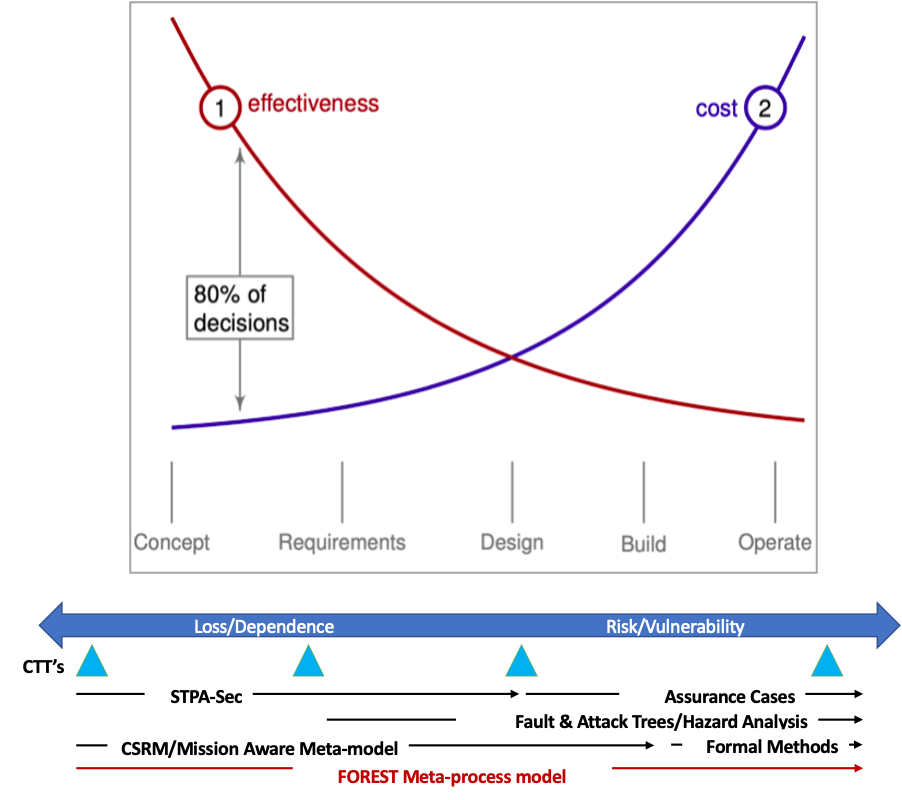 1 effectiveness
cost 2
80% of
decisions
Concept Requirements Design Build Operate
Loss/Dependence Risk/Vulnerability
CTT's
STPA-Sec Assurance Cases
Fault & Attack Trees/Hazard Analysis
CSRM/Mission Aware Meta-model Formal Methods
FOREST Meta-process model